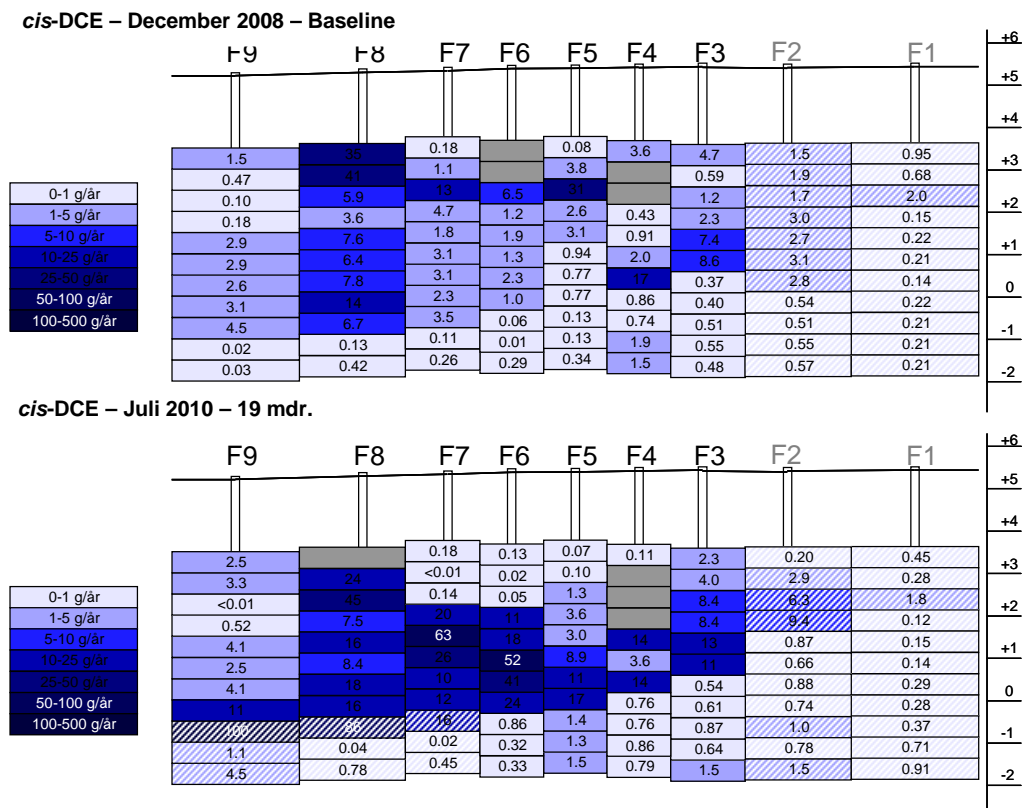 cis-DCE – December 2008 – Baseline
F9 F8 F7 F6 F5 F4 F3 F2 F1
1.5 35 0.18 0.08 3.6 4.7 1.5 0.95
0.47 41 1.1 3.8 0.59 1.9 0.68
0.10 5.9 13 6.5 31 1.2 1.7 2.0
0.18 3.6 4.7 1.2 2.6 0.43 2.3 3.0 0.15
2.9 7.6 1.8 1.9 3.1 0.91 7.4 2.7 0.22
2.9 6.4 3.1 1.3 0.94 2.0 8.6 3.1 0.21
2.6 7.8 3.1 2.3 0.77 17 0.37 2.8 0.14
3.1 14 2.3 1.0 0.77 0.86 0.40 0.54 0.22
4.5 6.7 3.5 0.06 0.13 0.74 0.51 0.51 0.21
0.02 0.13 0.11 0.01 0.13 1.9 0.55 0.55 0.21
0.03 0.42 0.26 0.29 0.34 1.5 0.48 0.57 0.21
0-1 g/år
1-5 g/år
5-10 g/år
10-25 g/år
25-50 g/år
50-100 g/år
100-500 g/år
+6
+5
+4
+3
+2
+1
0
-1
-2
cis-DCE – Juli 2010 – 19 mdr.
F9 F8 F7 F6 F5 F4 F3 F2 F1
2.5 0.18 0.13 0.07 0.11 2.3 0.20 0.45
3.3 24 <0.01 0.02 0.10 4.0 2.9 0.28
<0.01 45 0.14 0.05 1.3 8.4 6.3 1.8
0.52 7.5 20 11 3.6 8.4 9.4 0.12
4.1 16 63 18 3.0 14 13 0.87 0.15
2.5 8.4 26 52 8.9 3.6 11 0.66 0.14
4.1 18 10 41 11 14 0.54 0.88 0.29
11 16 12 24 17 0.76 0.61 0.74 0.28
100 86 16 0.86 1.4 0.76 0.87 1.0 0.37
1.1 0.04 0.02 0.32 1.3 0.86 0.64 0.78 0.71
4.5 0.78 0.45 0.33 1.5 0.79 1.5 1.5 0.91
0-1 g/år
1-5 g/år
5-10 g/år
10-25 g/år
25-50 g/år
50-100 g/år
100-500 g/år
+6
+5
+4
+3
+2
+1
0
-1
-2